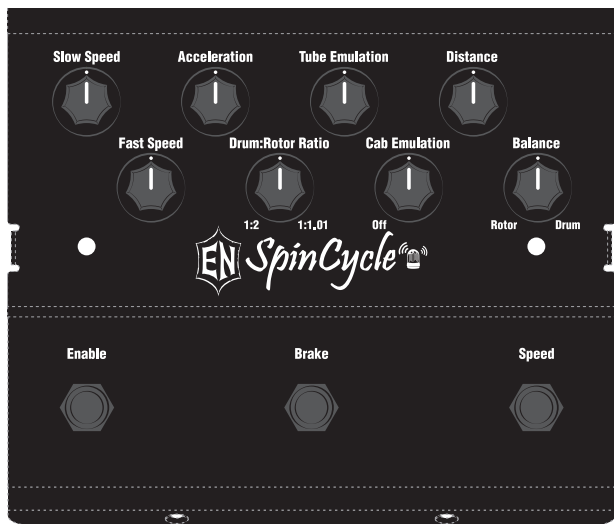 Slow Speed Acceleration Tube Emulation Distance
Fast Speed Drum:Rotor Ratio Cab Emulation Balance
1:2 1:1.01 Off Rotor Drum
EN SpinCycle
Enable Brake Speed